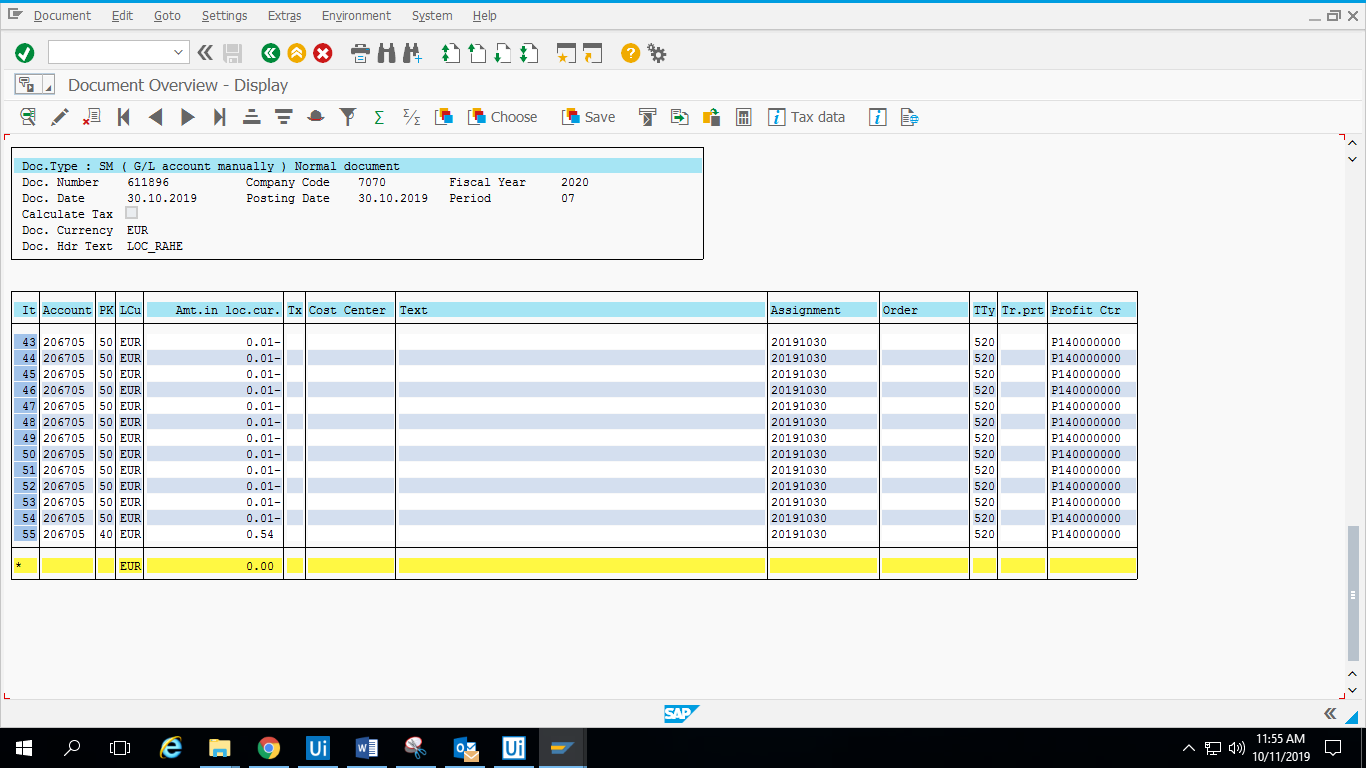 Document Edit Goto Settings Extras Environment System Help
Document Overview - Display
Choose Save Tax data
Doc.Type : SM ( G/L account manually ) Normal document
Doc. Number 611896 Company Code 7070 Fiscal Year 2020
Doc. Date 30.10.2019 Posting Date 30.10.2019 Period 07
Calculate Tax
Doc. Currency EUR
Doc. Hdr Text LOC_RAHE
It Account PK LCu Amt.in loc.cur. Tx Cost Center Text Assignment Order TTy Tr.prt Profit Ctr
43 206705 50 EUR 0.01- 20191030 520 P140000000
44 206705 50 EUR 0.01- 20191030 520 P140000000
45 206705 50 EUR 0.01- 20191030 520 P140000000
46 206705 50 EUR 0.01- 20191030 520 P140000000
47 206705 50 EUR 0.01- 20191030 520 P140000000
48 206705 50 EUR 0.01- 20191030 520 P140000000
49 206705 50 EUR 0.01- 20191030 520 P140000000
50 206705 50 EUR 0.01- 20191030 520 P140000000
51 206705 50 EUR 0.01- 20191030 520 P140000000
52 206705 50 EUR 0.01- 20191030 520 P140000000
53 206705 50 EUR 0.01- 20191030 520 P140000000
54 206705 50 EUR 0.01- 20191030 520 P140000000
55 206705 40 EUR 0.54 20191030 520 P140000000
* EUR 0.00
SAP
Ui Ui
11:55 AM
10/11/2019